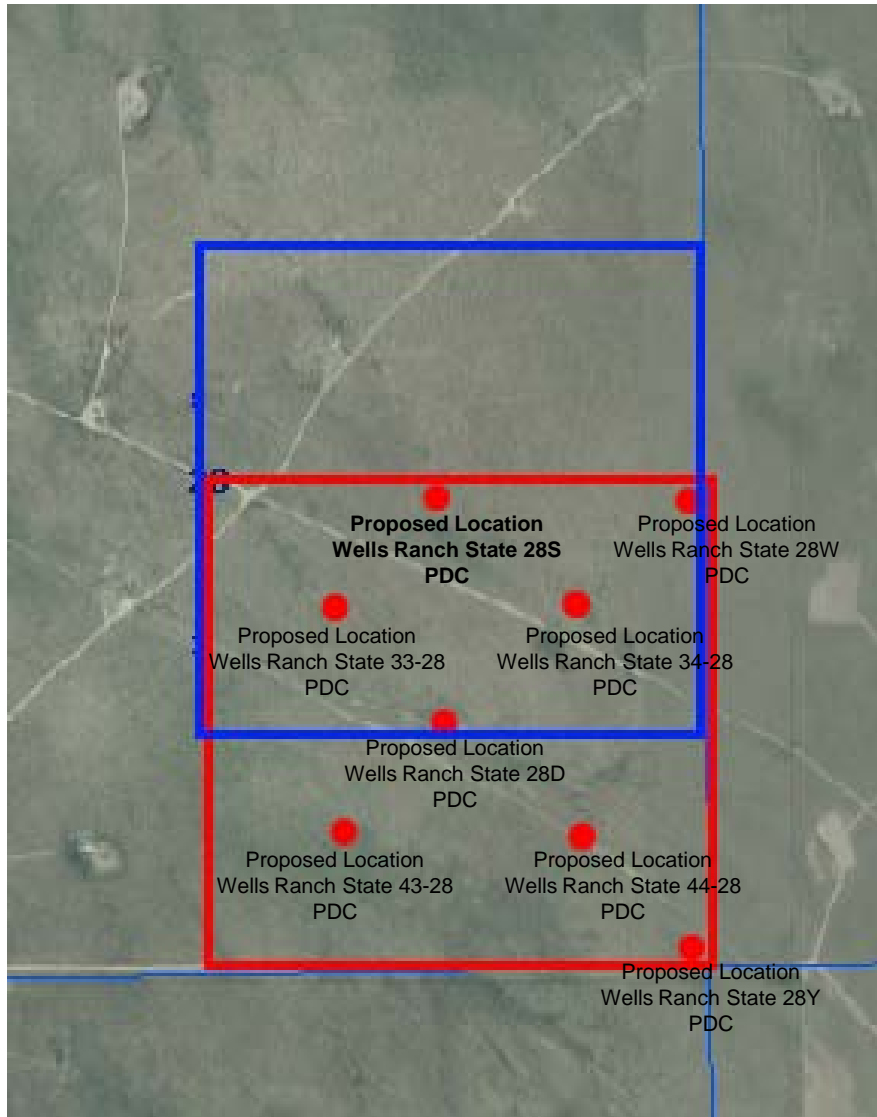 28
Proposed Location
Wells Ranch State 28S
PDC
Proposed Location
Wells Ranch State 28W
PDC
Proposed Location
Wells Ranch State 33-28
PDC
Proposed Location
Wells Ranch State 34-28
PDC
Proposed Location
Wells Ranch State 28D
PDC
Proposed Location
Wells Ranch State 43-28
PDC
Proposed Location
Wells Ranch State 44-28
PDC
Proposed Location
Wells Ranch State 28Y
PDC